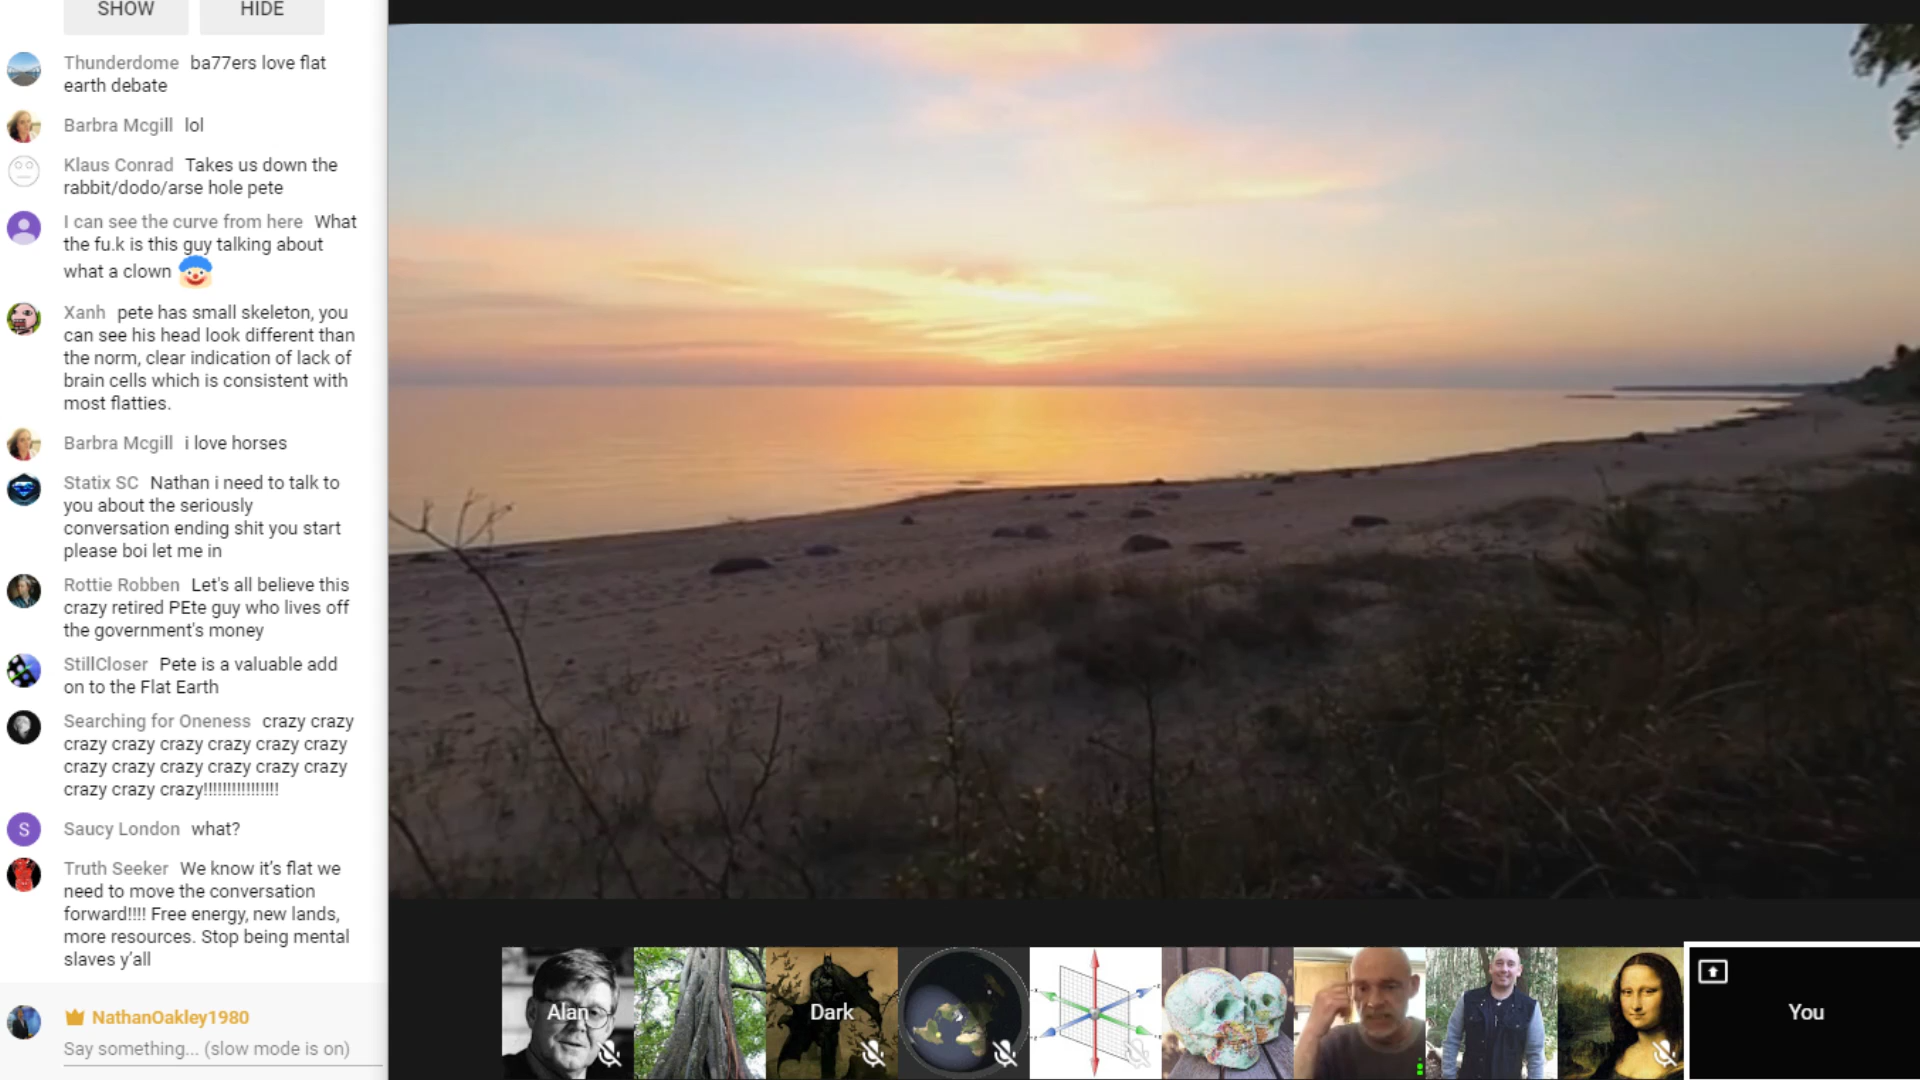 SHOW HIDE
Thunderdome ba77ers love flat
earth debate
Barbra Mcgill lol
Klaus Conrad Takes us down the
rabbit/dodo/arse hole pete
I can see the curve from here What
the fu.k is this guy talking about
what a clown
Xanh pete has small skeleton, you
can see his head look different than
the norm, clear indication of lack of
brain cells which is consistent with
most flatties.
Barbra Mcgill i love horses
Statix SC Nathan i need to talk to
you about the seriously
conversation ending shit you start
please boi let me in
Rottie Robben Let's all believe this
crazy retired PEte guy who lives off
the government's money
StillCloser Pete is a valuable add
on to the Flat Earth
Searching for Oneness crazy crazy
crazy crazy crazy crazy crazy crazy
crazy crazy crazy crazy crazy crazy
crazy crazy crazy!!!!!!!!!!!!!!!!
S
Saucy London what?
Truth Seeker We know it's flat we
need to move the conversation
forward!!!! Free energy, new lands,
more resources. Stop being mental
slaves y'all
NathanOakley1980
Say something... (slow mode is on)
Alan
Dark
You